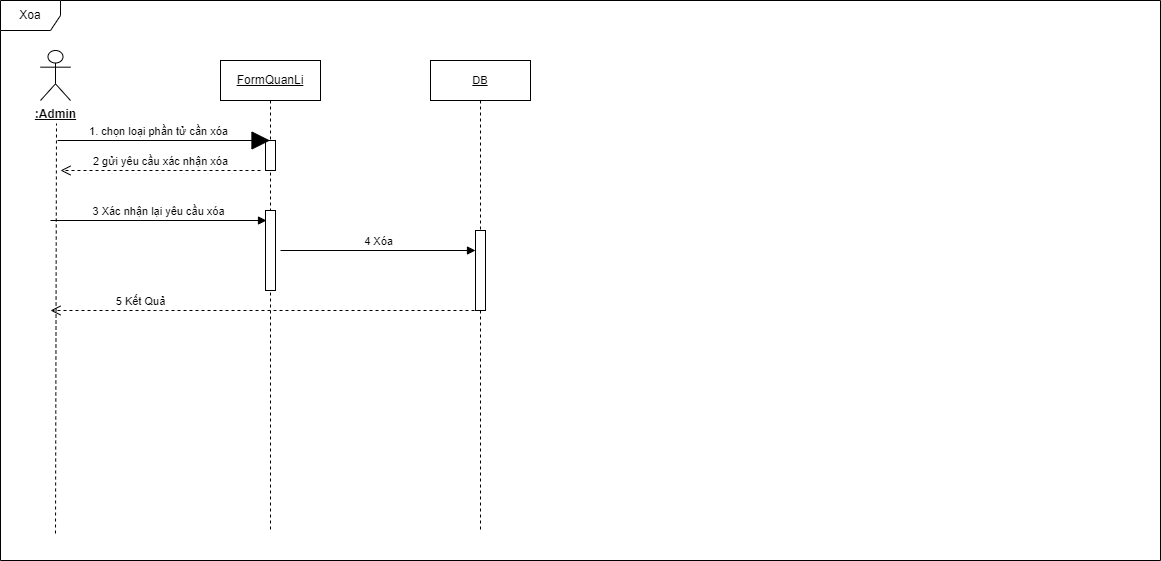 Xoa
FormQuanLi
DB
:Admin
1. chọn loại phần tử cần xóa
2 gửi yêu cầu xác nhận xóa
3 Xác nhận lại yêu cầu xóa
4 Xóa
5 Kết Quả